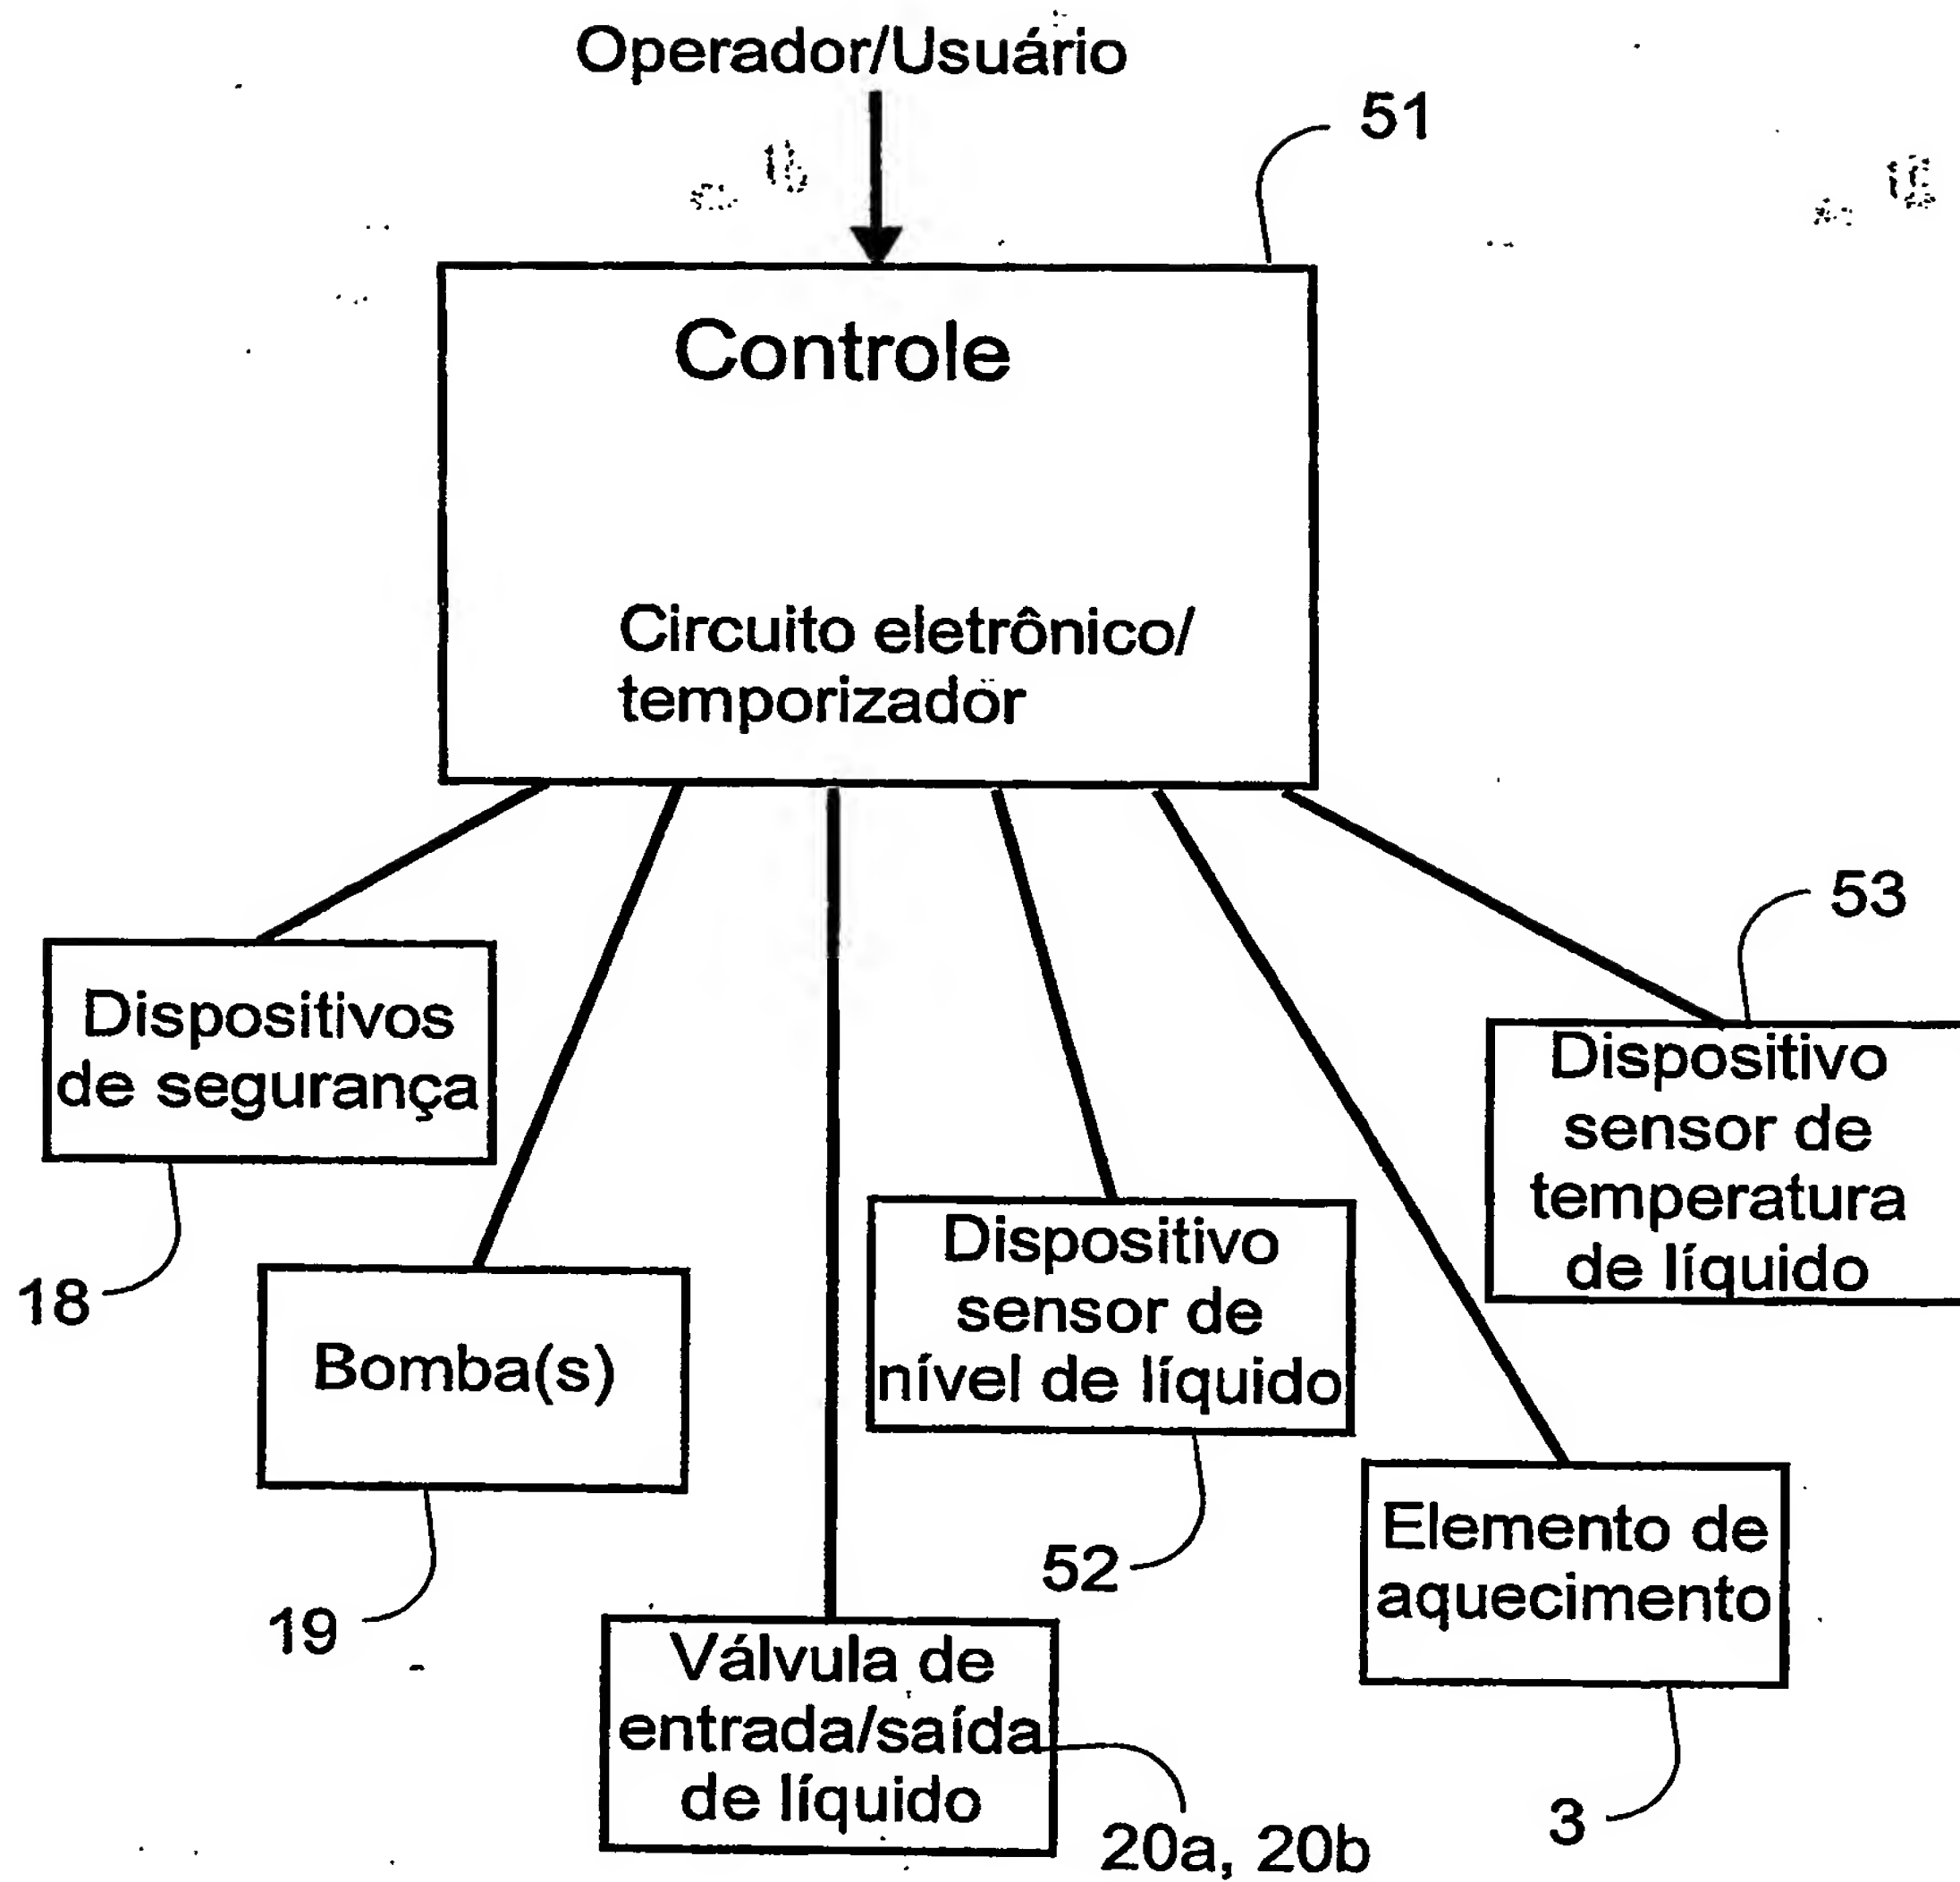 Operador/Usuário
51
Controle
Circuito eletrônico/
temporizador
53
Dispositivos
de segurança
18
Dispositivo
sensor de
temperatura
de líquido
Bomba(s)
19
Dispositivo
sensor de
nível de líquido
52
Elemento de
aquecimento
3
Válvula de
entrada/saída
de líquido
20a, 20b